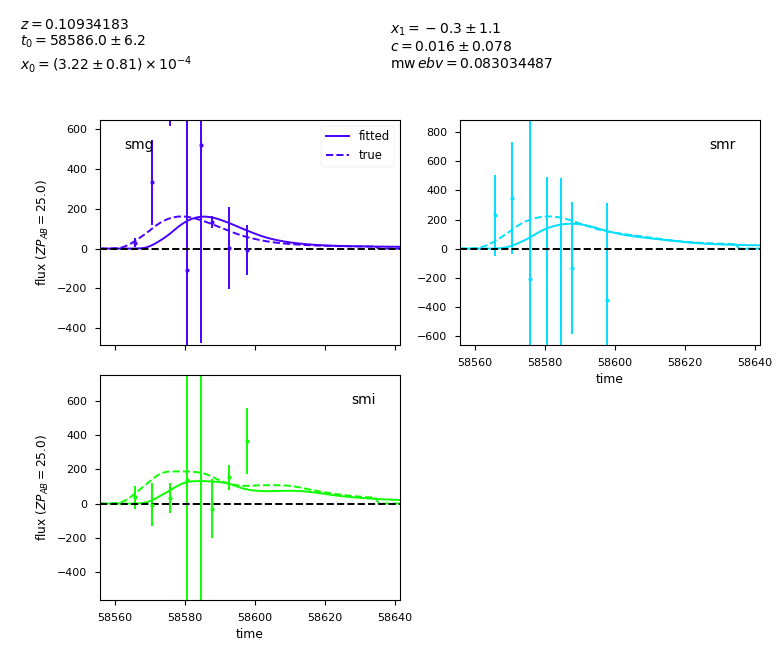 z = 0.10934183
t0 = 58586.0 ± 6.2
x0 = (3.22 ± 0.81) × 10^−4
x1 = −0.3 ± 1.1
c = 0.016 ± 0.078
mw ebv = 0.083034487
smg
fitted
true
600
400
200
0
−200
−400
flux (ZP_AB = 25.0)
smr
800
600
400
200
0
−200
−400
−600
58560 58580 58600 58620 58640
time
smi
600
400
200
0
−200
−400
flux (ZP_AB = 25.0)
58560 58580 58600 58620 58640
time